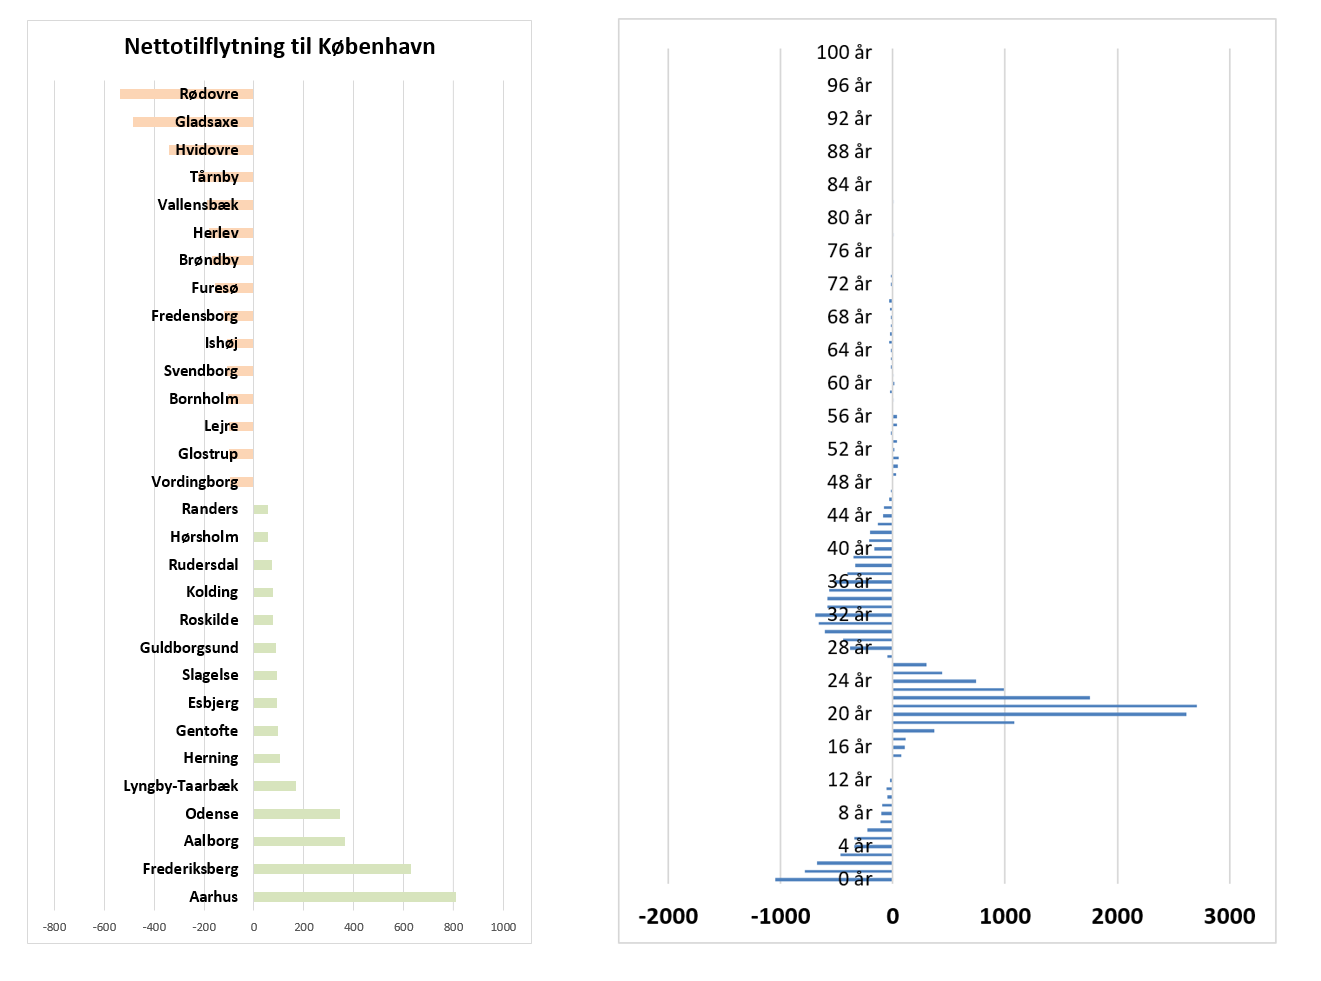 Nettotilflytning til København
Rødovre
Gladsaxe
Hvidovre
Tårnby
Vallensbæk
Herlev
Brøndby
Furesø
Fredensborg
Ishøj
Svendborg
Bornholm
Lejre
Glostrup
Vordingborg
Randers
Hørsholm
Rudersdal
Kolding
Roskilde
Guldborgsund
Slagelse
Esbjerg
Gentofte
Herning
Lyngby-Taarbæk
Odense
Aalborg
Frederiksberg
Aarhus
-800 -600 -400 -200 0 200 400 600 800 1000
100 år
96 år
92 år
88 år
84 år
80 år
76 år
72 år
68 år
64 år
60 år
56 år
52 år
48 år
44 år
40 år
36 år
32 år
28 år
24 år
20 år
16 år
12 år
8 år
4 år
0 år
-2000 -1000 0 1000 2000 3000